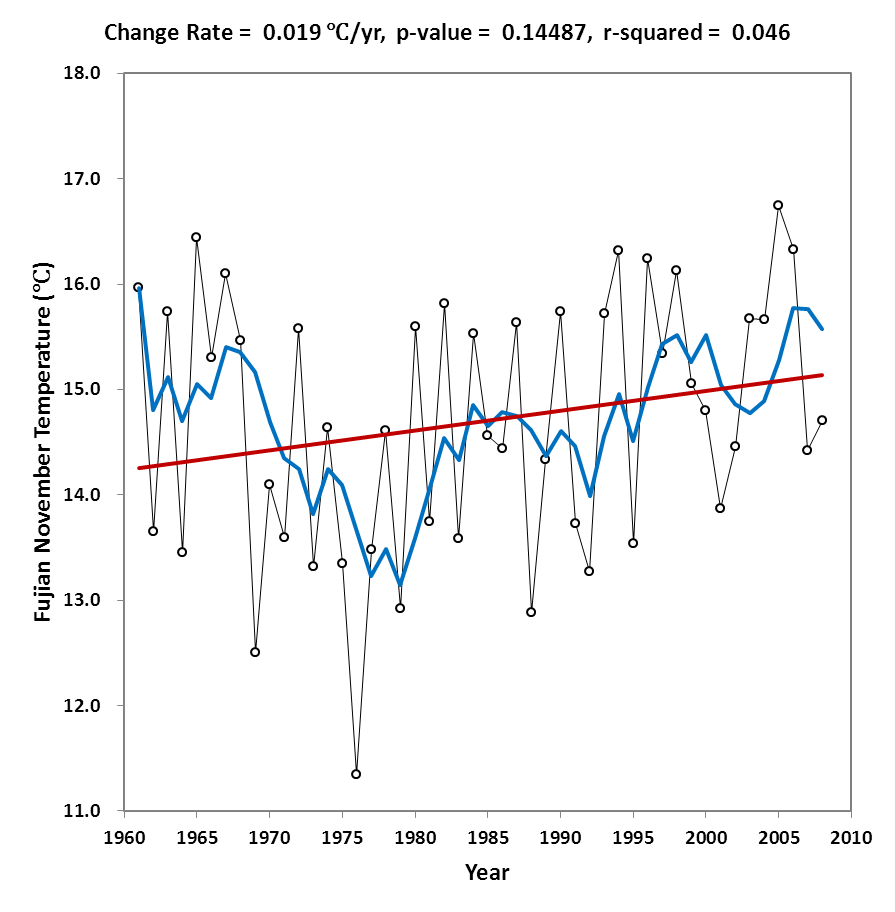 Change Rate = 0.019 ℃/yr, p-value = 0.14487, r-squared = 0.046
18.0
17.0
16.0
15.0
14.0
13.0
12.0
11.0
Fujian November Temperature (℃)
1960 1965 1970 1975 1980 1985 1990 1995 2000 2005 2010
Year